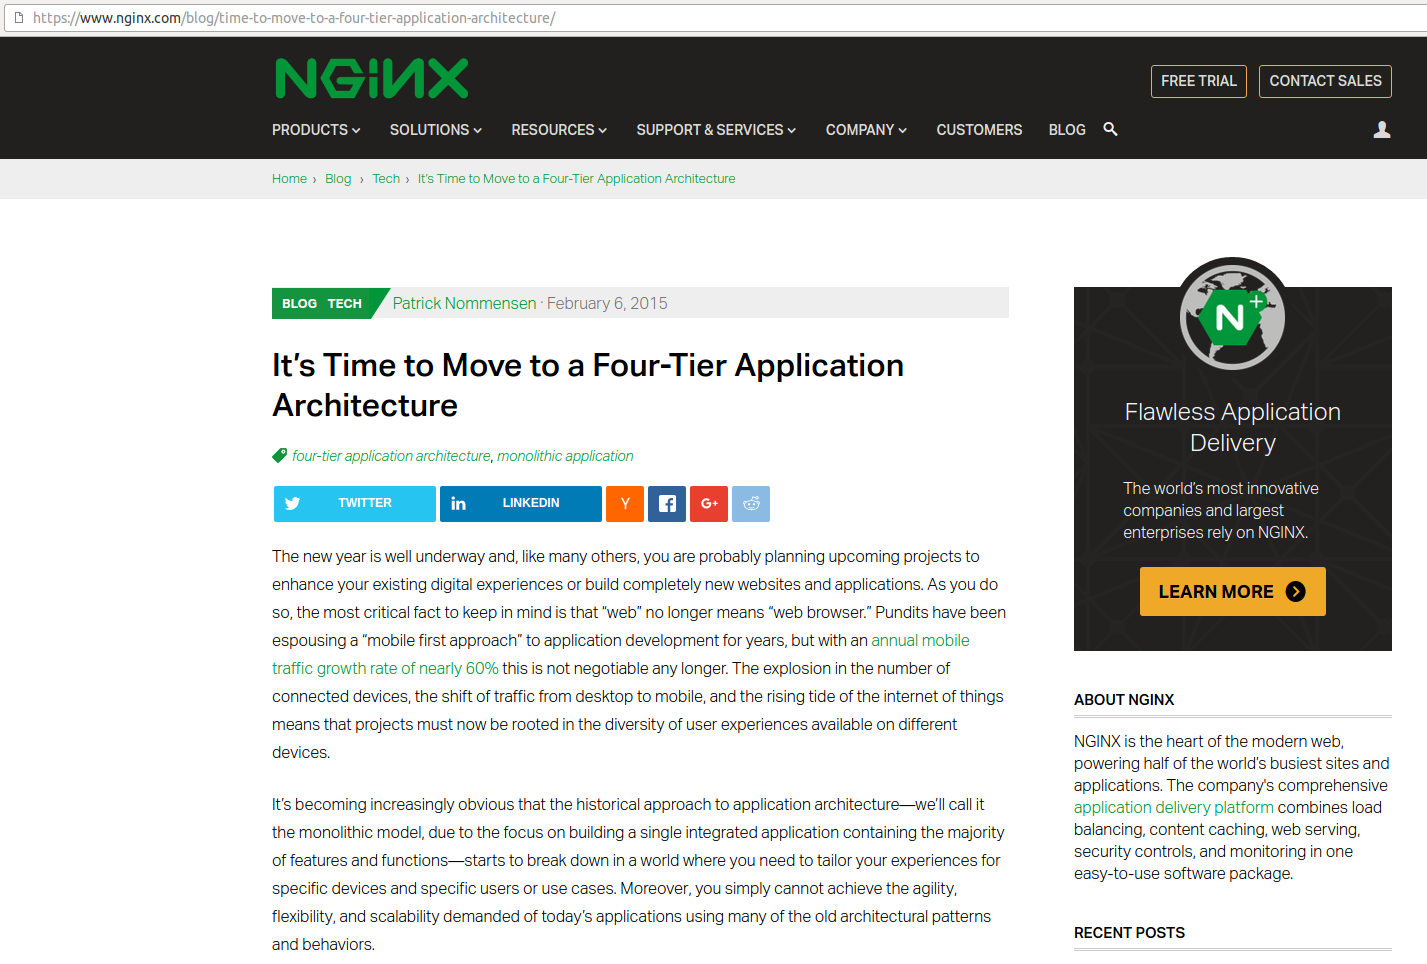 https://www.nginx.com/blog/time-to-move-to-a-four-tier-application-architecture/
NGINX
FREE TRIAL
CONTACT SALES
PRODUCTS SOLUTIONS RESOURCES SUPPORT & SERVICES COMPANY CUSTOMERS BLOG
Home › Blog › Tech › It's Time to Move to a Four-Tier Application Architecture
BLOG TECH Patrick Nommensen · February 6, 2015
It’s Time to Move to a Four-Tier Application
Architecture
four-tier application architecture, monolithic application
TWITTER
in LINKEDIN
Y
f
G+
The new year is well underway and, like many others, you are probably planning upcoming projects to
enhance your existing digital experiences or build completely new websites and applications. As you do
so, the most critical fact to keep in mind is that “web” no longer means “web browser.” Pundits have been
espousing a “mobile first approach” to application development for years, but with an annual mobile
traffic growth rate of nearly 60% this is not negotiable any longer. The explosion in the number of
connected devices, the shift of traffic from desktop to mobile, and the rising tide of the internet of things
means that projects must now be rooted in the diversity of user experiences available on different
devices.
It’s becoming increasingly obvious that the historical approach to application architecture—we’ll call it
the monolithic model, due to the focus on building a single integrated application containing the majority
of features and functions—starts to break down in a world where you need to tailor your experiences for
specific devices and specific users or use cases. Moreover, you simply cannot achieve the agility,
flexibility, and scalability demanded of today’s applications using many of the old architectural patterns
and behaviors.
N+
Flawless Application
Delivery
The world’s most innovative
companies and largest
enterprises rely on NGINX.
LEARN MORE
ABOUT NGINX
NGINX is the heart of the modern web,
powering half of the world’s busiest sites and
applications. The company's comprehensive
application delivery platform combines load
balancing, content caching, web serving,
security controls, and monitoring in one
easy-to-use software package.
RECENT POSTS